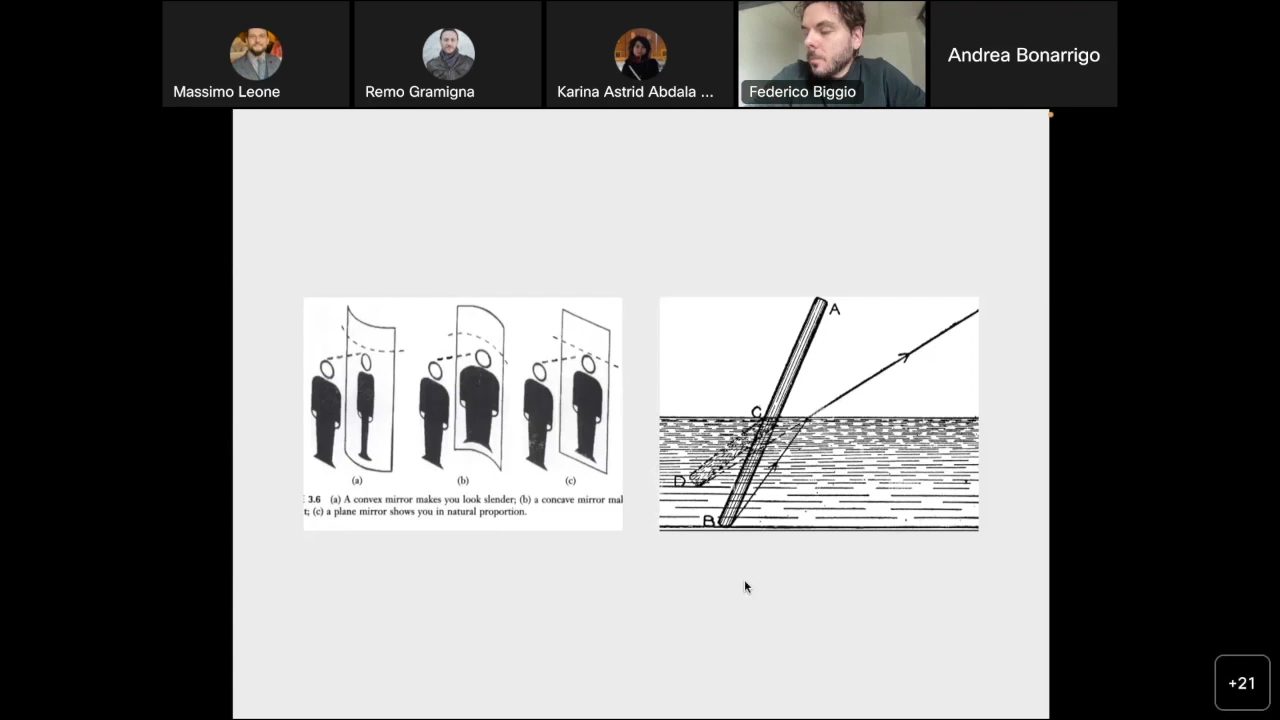 Massimo Leone
Remo Gramigna
Karina Astrid Abdala ...
Federico Biggio
Andrea Bonarrigo
A
C
D
B
(a)
(b)
(c)
3.6 (a) A convex mirror makes you look slender; (b) a concave mirror mal
t; (c) a plane mirror shows you in natural proportion.
+21